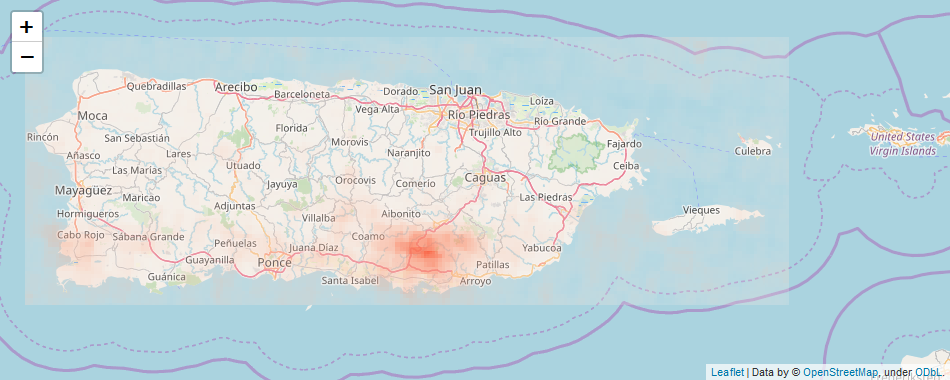 +
−
Quebradillas
Arecibo
Barceloneta
Dorado
San Juan
Loíza
Moca
Vega Alta
Río Piedras
Río Grande
Rincón
San Sebastián
Florida
Trujillo Alto
Fajardo
Culebra
United States
Virgin Islands
Añasco
Lares
Morovis
Naranjito
Utuado
Ceiba
Las Marías
Mayagüez
Maricao
Jayuya
Orocovis
Comerío
Caguas
Las Piedras
Hormigueros
Adjuntas
Villalba
Aibonito
Vieques
Cabo Rojo
Sábana Grande
Peñuelas
Juana Díaz
Coamo
Yabucoa
Guayanilla
Ponce
Patillas
Guánica
Santa Isabel
Arroyo
Leaflet | Data by © OpenStreetMap, under ODbL.